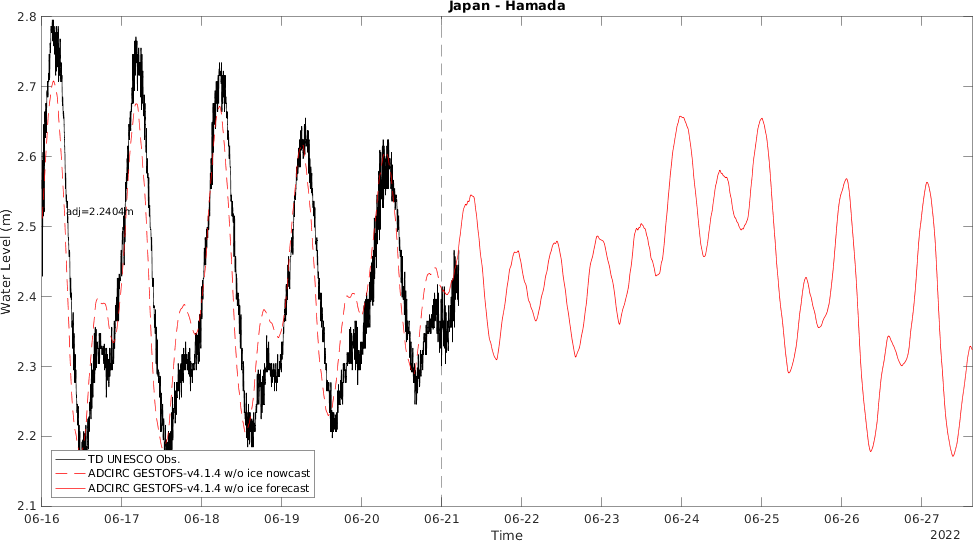 Japan - Hamada
2.8
2.7
2.6
2.5
2.4
2.3
2.2
2.1
Water Level (m)
adj=2.2404m
TD UNESCO Obs.
ADCIRC GESTOFS-v4.1.4 w/o ice nowcast
ADCIRC GESTOFS-v4.1.4 w/o ice forecast
06-16 06-17 06-18 06-19 06-20 06-21 06-22 06-23 06-24 06-25 06-26 06-27
Time
2022